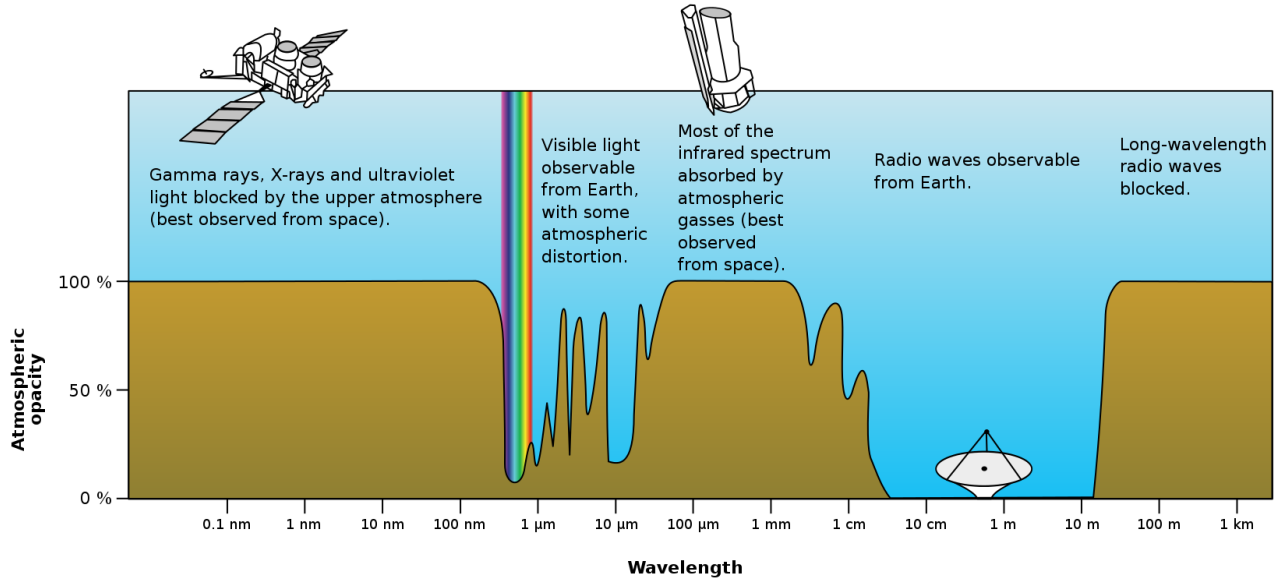 Gamma rays, X-rays and ultraviolet
light blocked by the upper atmosphere
(best observed from space).
Visible light
observable
from Earth,
with some
atmospheric
distortion.
Most of the
infrared spectrum
absorbed by
atmospheric
gasses (best
observed
from space).
Radio waves observable
from Earth.
Long-wavelength
radio waves
blocked.
Atmospheric
opacity
100 %
50 %
0 %
0.1 nm
1 nm
10 nm
100 nm
1 μm
10 μm
100 μm
1 mm
1 cm
10 cm
1 m
10 m
100 m
1 km
Wavelength